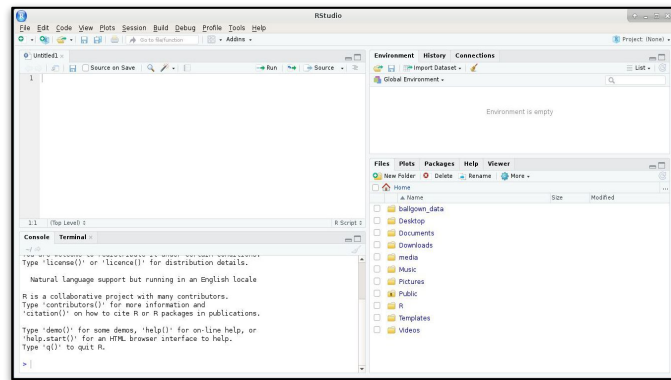 RStudio
File Edit Code View Plots Session Build Debug Profile Tools Help
Go to file/function Addins Project: (None)
Untitled1
Source on Save Run Source
1
1:1 (Top Level) R Script
Console Terminal
~/
Type 'license()' or 'licence()' for distribution details.
Natural language support but running in an English locale
R is a collaborative project with many contributors.
Type 'contributors()' for more information and
'citation()' on how to cite R or R packages in publications.
Type 'demo()' for some demos, 'help()' for on-line help, or
'help.start()' for an HTML browser interface to help.
Type 'q()' to quit R.
>
Environment History Connections
Import Dataset List
Global Environment
Environment is empty
Files Plots Packages Help Viewer
New Folder Delete Rename More
Home ...
Name Size Modified
ballgown_data
Desktop
Documents
Downloads
media
Music
Pictures
Public
R
Templates
Videos